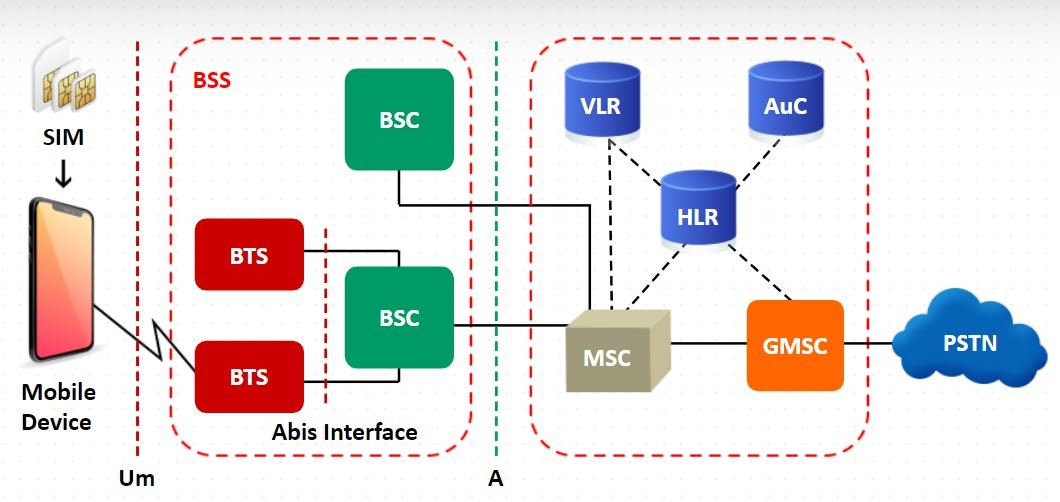 SIM
Mobile
Device
Um
BSS
BSC
BTS
BSC
BTS
Abis Interface
A
VLR
AuC
HLR
MSC
GMSC
PSTN